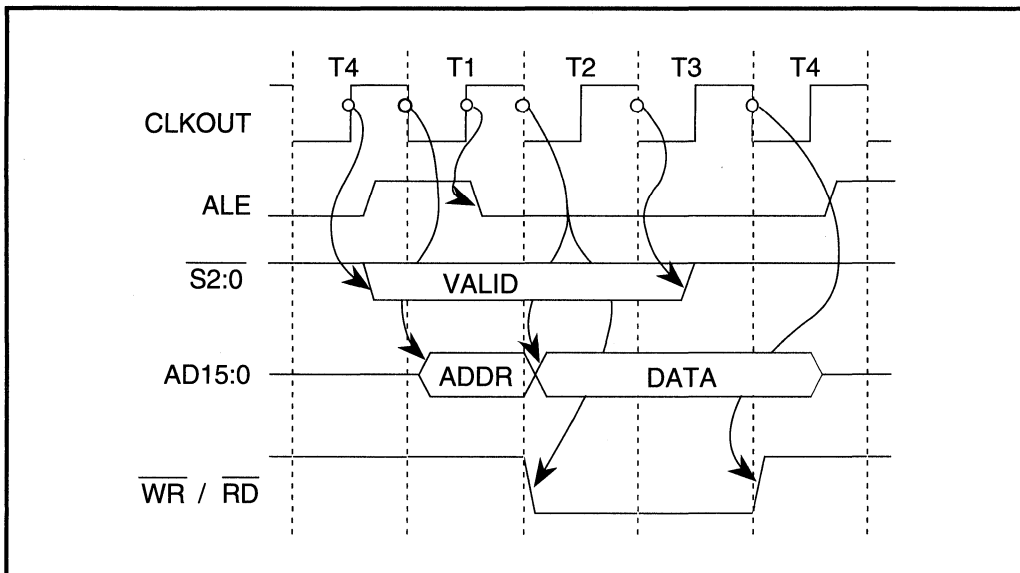 T4 T1 T2 T3 T4
CLKOUT
ALE
S2:0
VALID
AD15:0
ADDR
DATA
WR / RD